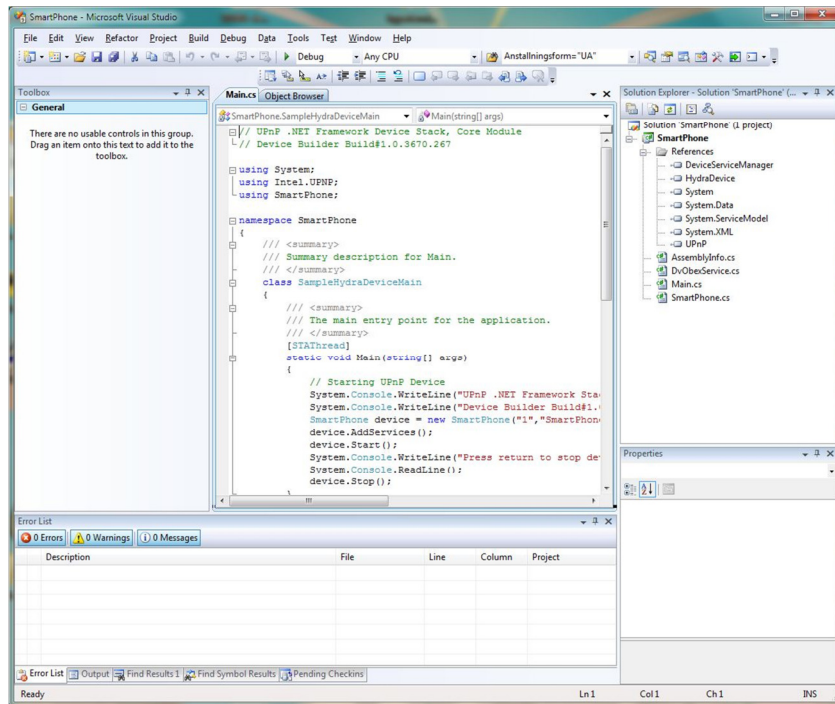 SmartPhone - Microsoft Visual Studio
File Edit View Refactor Project Build Debug Data Tools Test Window Help
Debug Any CPU Anstallningsform="UA"
Toolbox
General
There are no usable controls in this group.
Drag an item onto this text to add it to the
toolbox.
Main.cs Object Browser
SmartPhone.SampleHydraDeviceMain Main(string[] args)
// UPnP .NET Framework Device Stack, Core Module
// Device Builder Build#1.0.3670.267
using System;
using Intel.UPNP;
using SmartPhone;
namespace SmartPhone
{
/// <summary>
/// Summary description for Main.
/// </summary>
class SampleHydraDeviceMain
{
/// <summary>
/// The main entry point for the application.
/// </summary>
[STAThread]
static void Main(string[] args)
{
// Starting UPnP Device
System.Console.WriteLine("UPnP .NET Framework Sta
System.Console.WriteLine("Device Builder Build#1.
SmartPhone device = new SmartPhone("1","SmartPhon
device.AddServices();
device.Start();
System.Console.WriteLine("Press return to stop de
System.Console.ReadLine();
device.Stop();
}
Solution Explorer - Solution 'SmartPhone' (...
Solution 'SmartPhone' (1 project)
SmartPhone
References
DeviceServiceManager
HydraDevice
System
System.Data
System.ServiceModel
System.XML
UPnP
AssemblyInfo.cs
DvObexService.cs
Main.cs
SmartPhone.cs
Properties
Error List
0 Errors 0 Warnings 0 Messages
Description File Line Column Project
Error List Output Find Results 1 Find Symbol Results Pending Checkins
Ready Ln 1 Col 1 Ch 1 INS